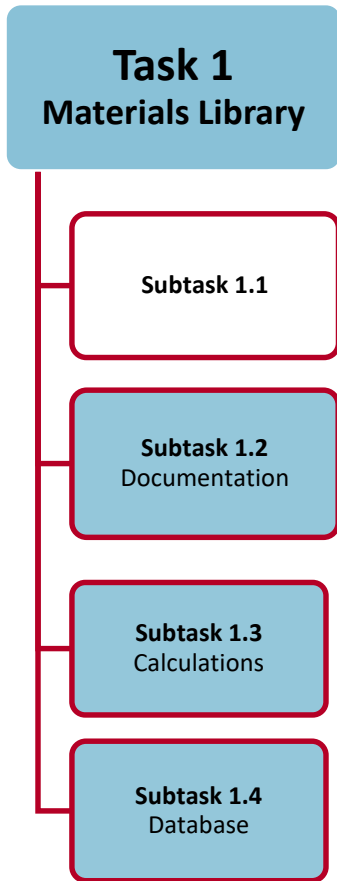 Task 1
Materials Library
Subtask 1.1
Subtask 1.2
Documentation
Subtask 1.3
Calculations
Subtask 1.4
Database